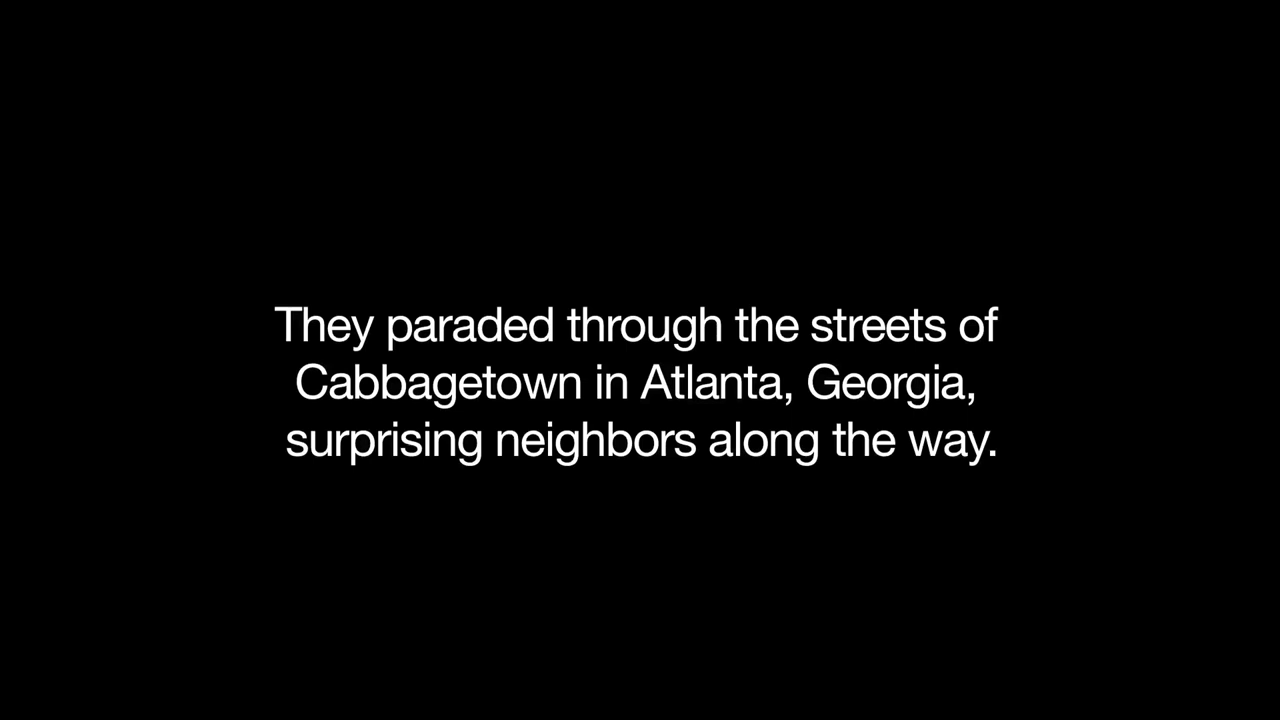 They paraded through the streets of
Cabbagetown in Atlanta, Georgia,
surprising neighbors along the way.